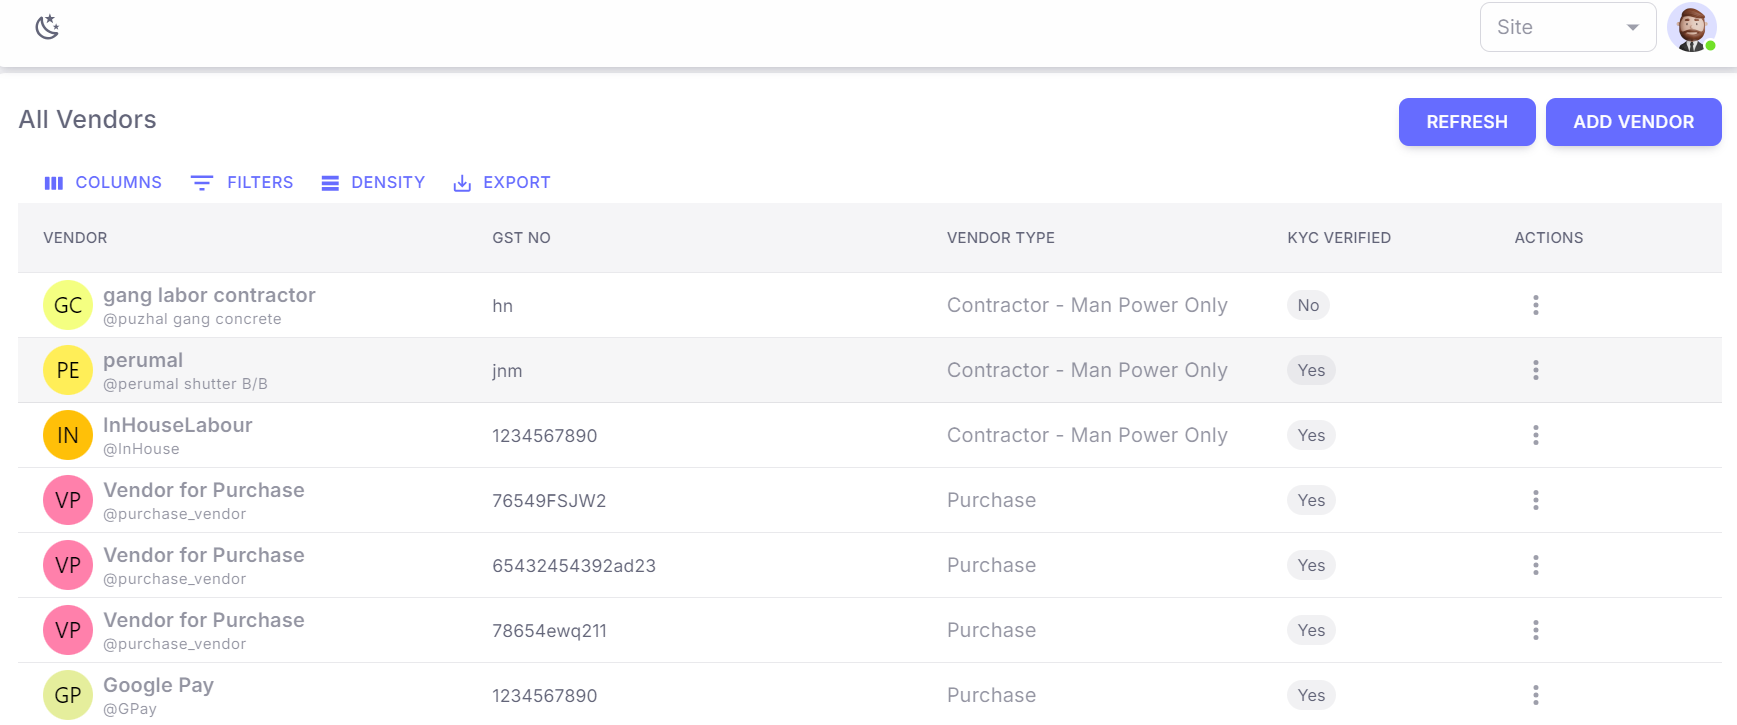 Site
All Vendors
REFRESH
ADD VENDOR
COLUMNS
FILTERS
DENSITY
EXPORT
VENDOR
GST NO
VENDOR TYPE
KYC VERIFIED
ACTIONS
GC
gang labor contractor
@puzhal gang concrete
hn
Contractor - Man Power Only
No
PE
perumal
@perumal shutter B/B
jnm
Contractor - Man Power Only
Yes
IN
InHouseLabour
@InHouse
1234567890
Contractor - Man Power Only
Yes
VP
Vendor for Purchase
@purchase_vendor
76549FSJW2
Purchase
Yes
VP
Vendor for Purchase
@purchase_vendor
65432454392ad23
Purchase
Yes
VP
Vendor for Purchase
@purchase_vendor
78654ewq211
Purchase
Yes
GP
Google Pay
@GPay
1234567890
Purchase
Yes